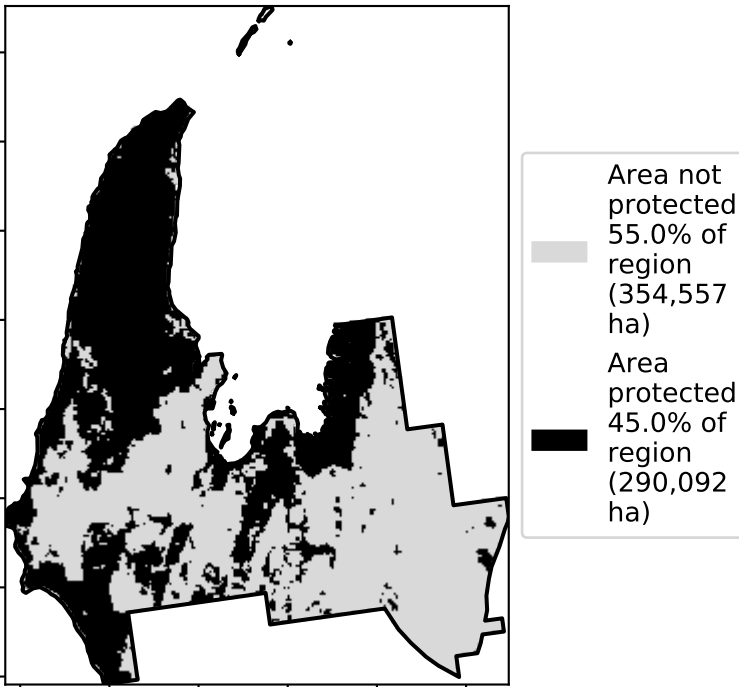 Area not
protected
55.0% of
region
(354,557
ha)
Area
protected
45.0% of
region
(290,092
ha)